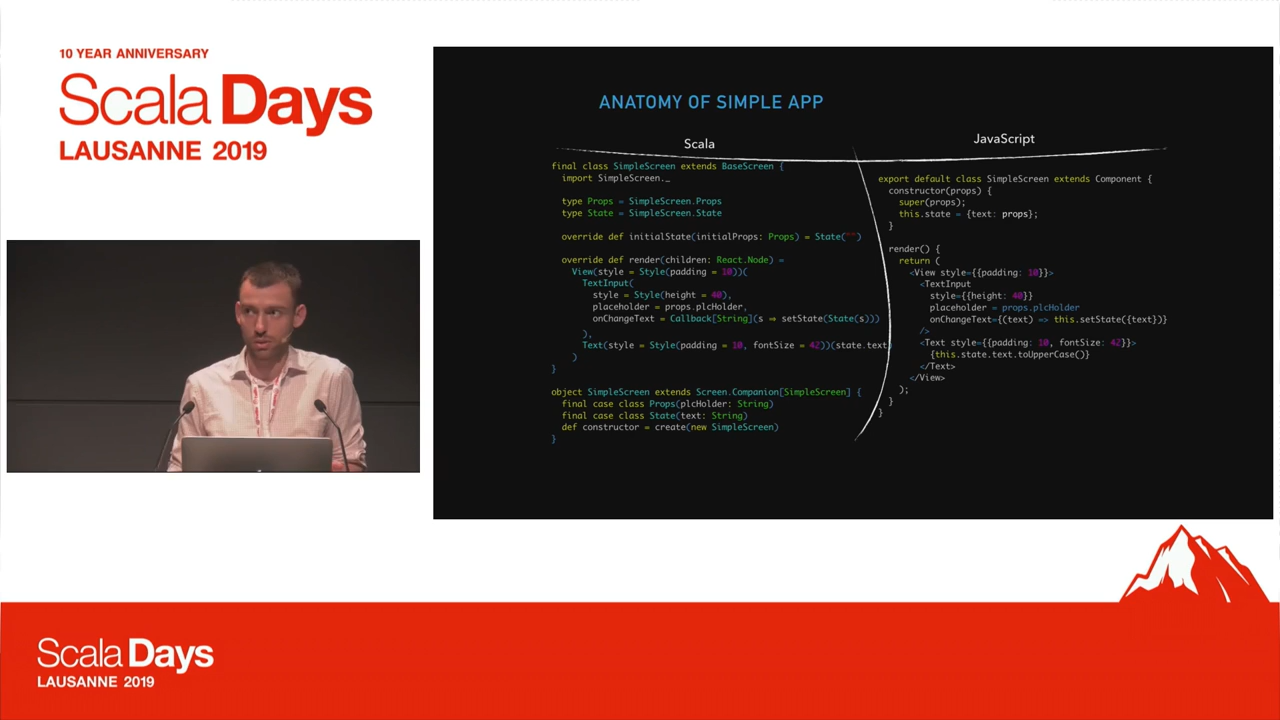 10 YEAR ANNIVERSARY
Scala Days
LAUSANNE 2019
ANATOMY OF SIMPLE APP
Scala
final class SimpleScreen extends BaseScreen {
import SimpleScreen._
type Props = SimpleScreen.Props
type State = SimpleScreen.State
override def initialState(initialProps: Props) = State("")
override def render(children: React.Node) =
View(style = Style(padding = 10))(
TextInput(
style = Style(height = 40),
placeholder = props.plcHolder,
onChangeText = Callback[String](s ⇒ setState(State(s)))
),
Text(style = Style(padding = 10, fontSize = 42))(state.text
)
}
object SimpleScreen extends Screen.Companion[SimpleScreen] {
final case class Props(plcHolder: String)
final case class State(text: String)
def constructor = create(new SimpleScreen)
}
JavaScript
export default class SimpleScreen extends Component {
constructor(props) {
super(props);
this.state = {text: props};
}
render() {
return (
<View style={{padding: 10}}>
<TextInput
style={{height: 40}}
placeholder = props.plcHolder
onChangeText={(text) => this.setState({text})}
/>
<Text style={{padding: 10, fontSize: 42}}>
{this.state.text.toUpperCase()}
</Text>
</View>
);
}
}
Scala Days
LAUSANNE 2019